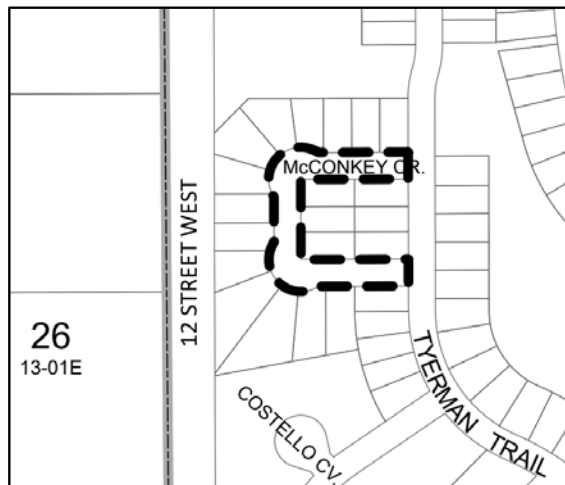 McCONKEY CR.
12 STREET WEST
26
13-01E
TYERMAN TRAIL
COSTELLO CV.